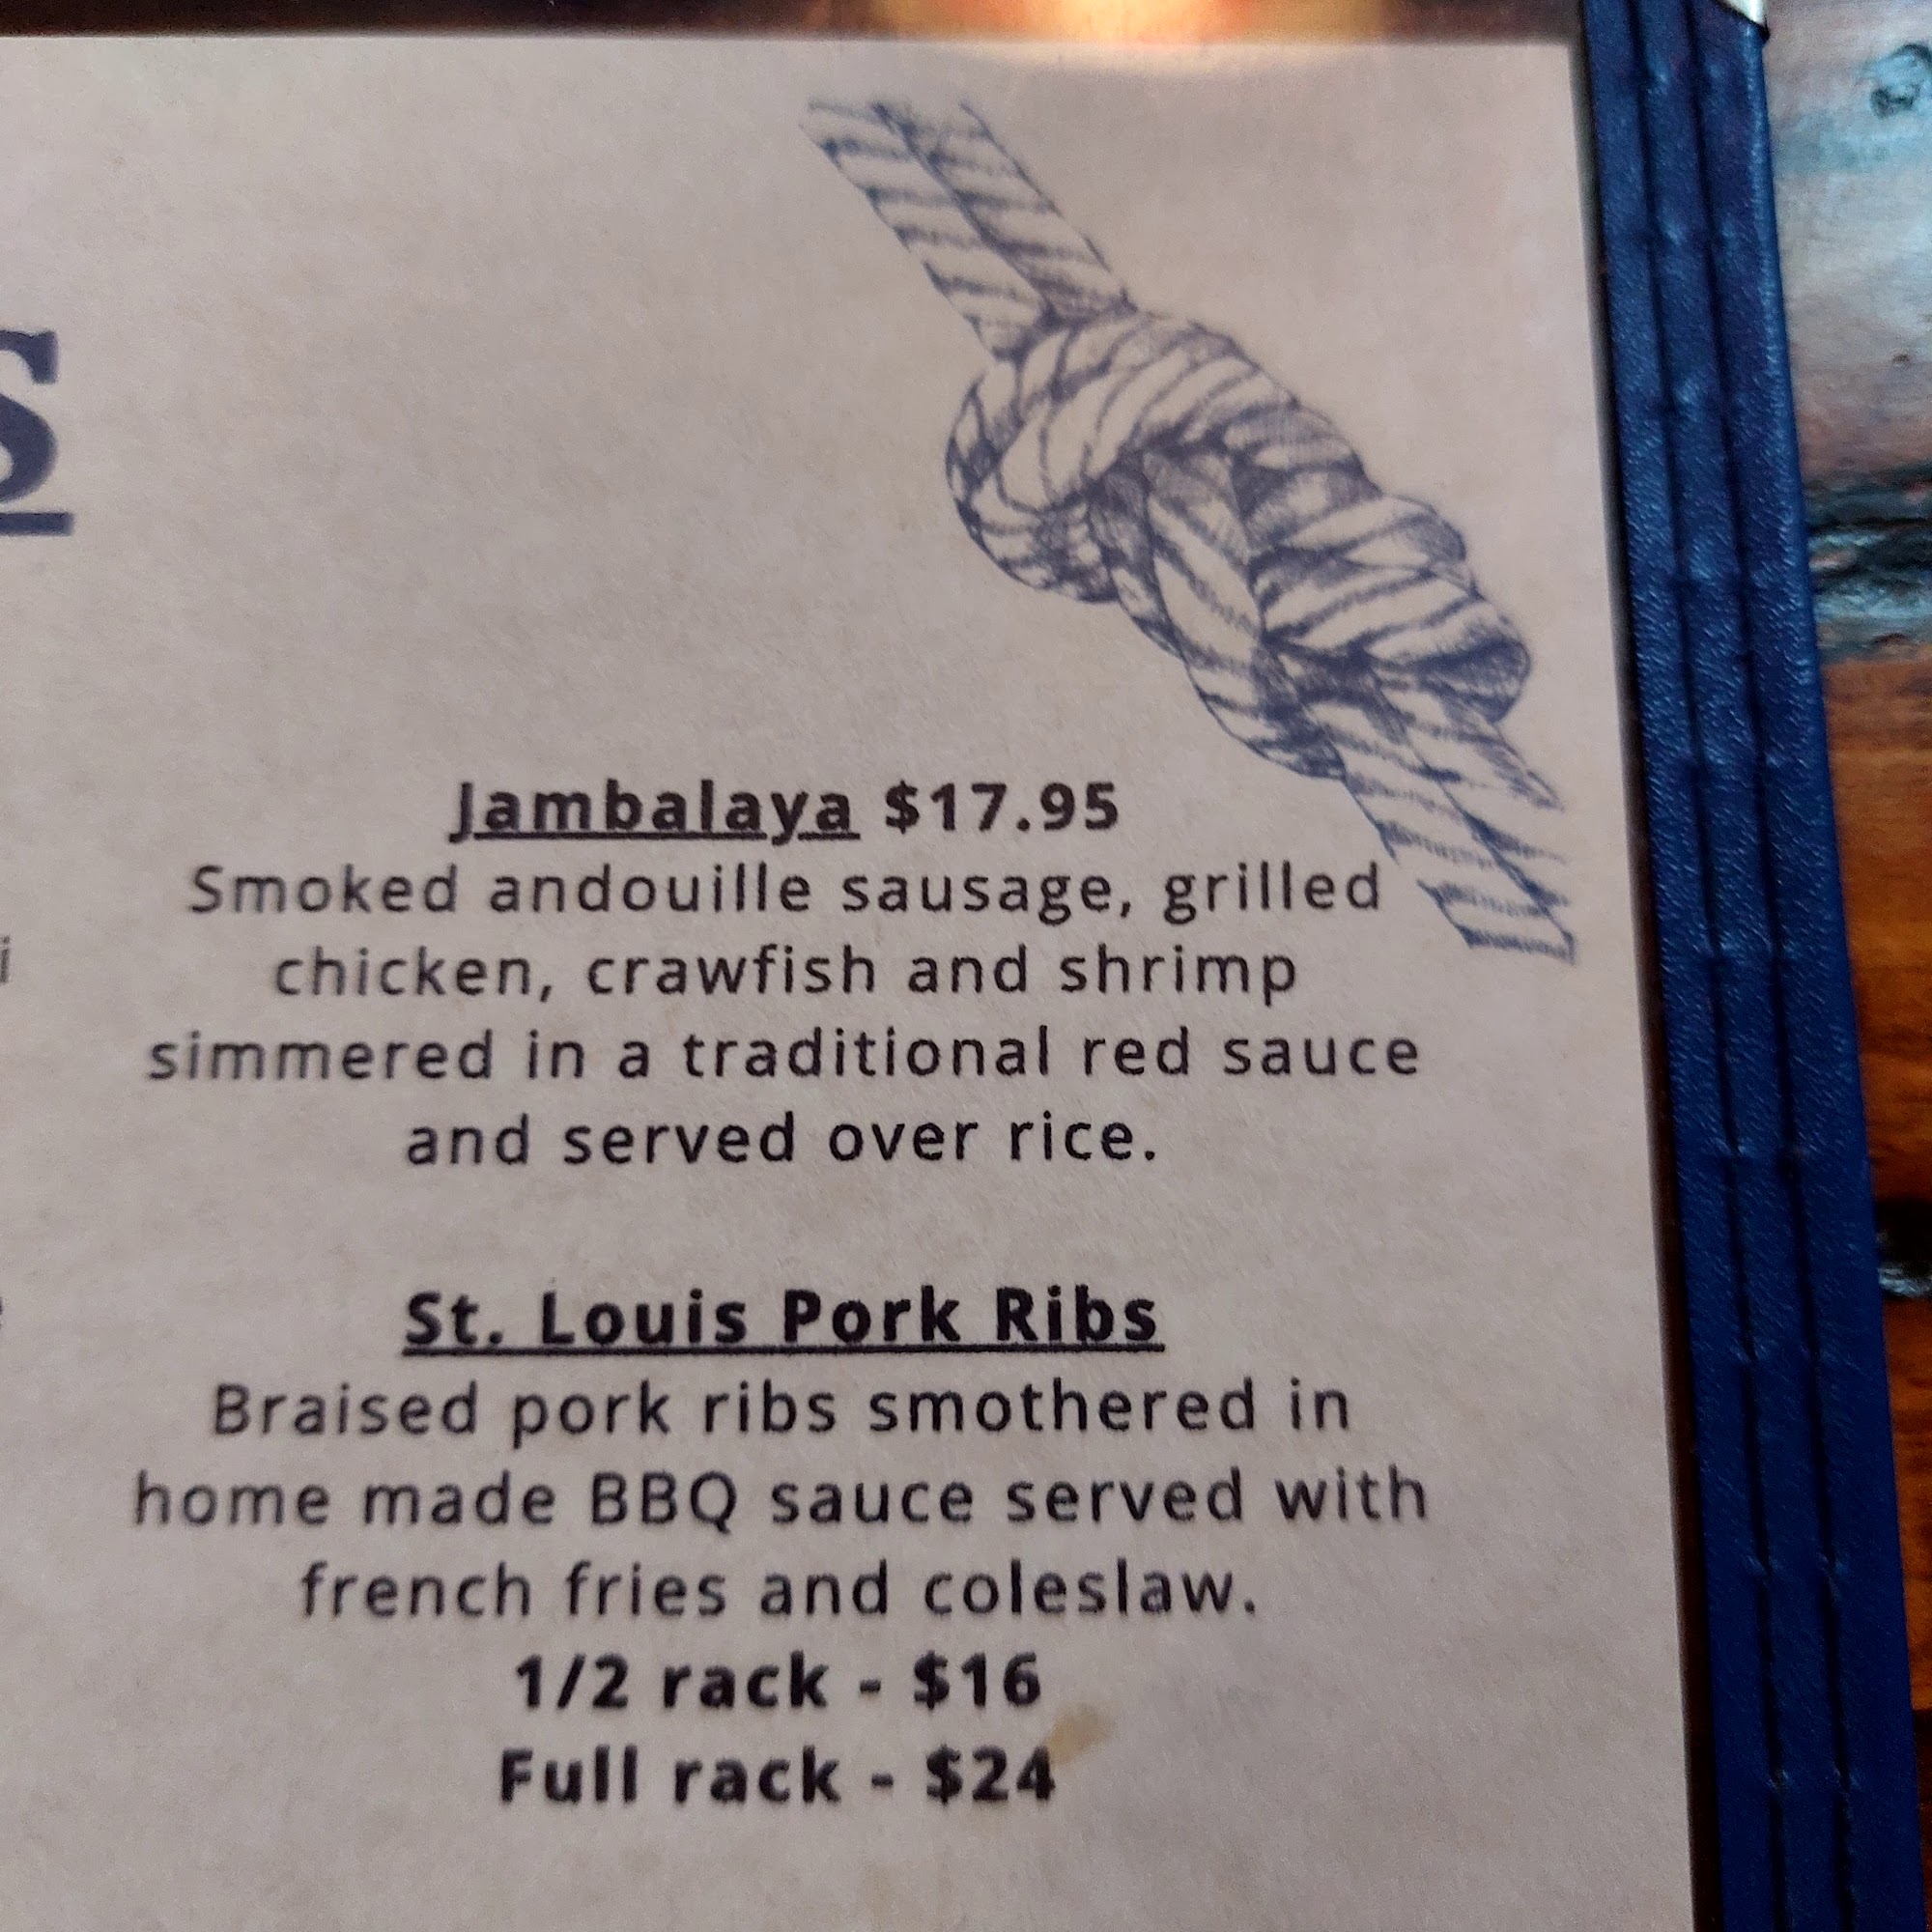 S
Jambalaya $17.95
Smoked andouille sausage, grilled
chicken, crawfish and shrimp
simmered in a traditional red sauce
and served over rice.
St. Louis Pork Ribs
Braised pork ribs smothered in
home made BBQ sauce served with
french fries and coleslaw.
1/2 rack - $16
Full rack - $24